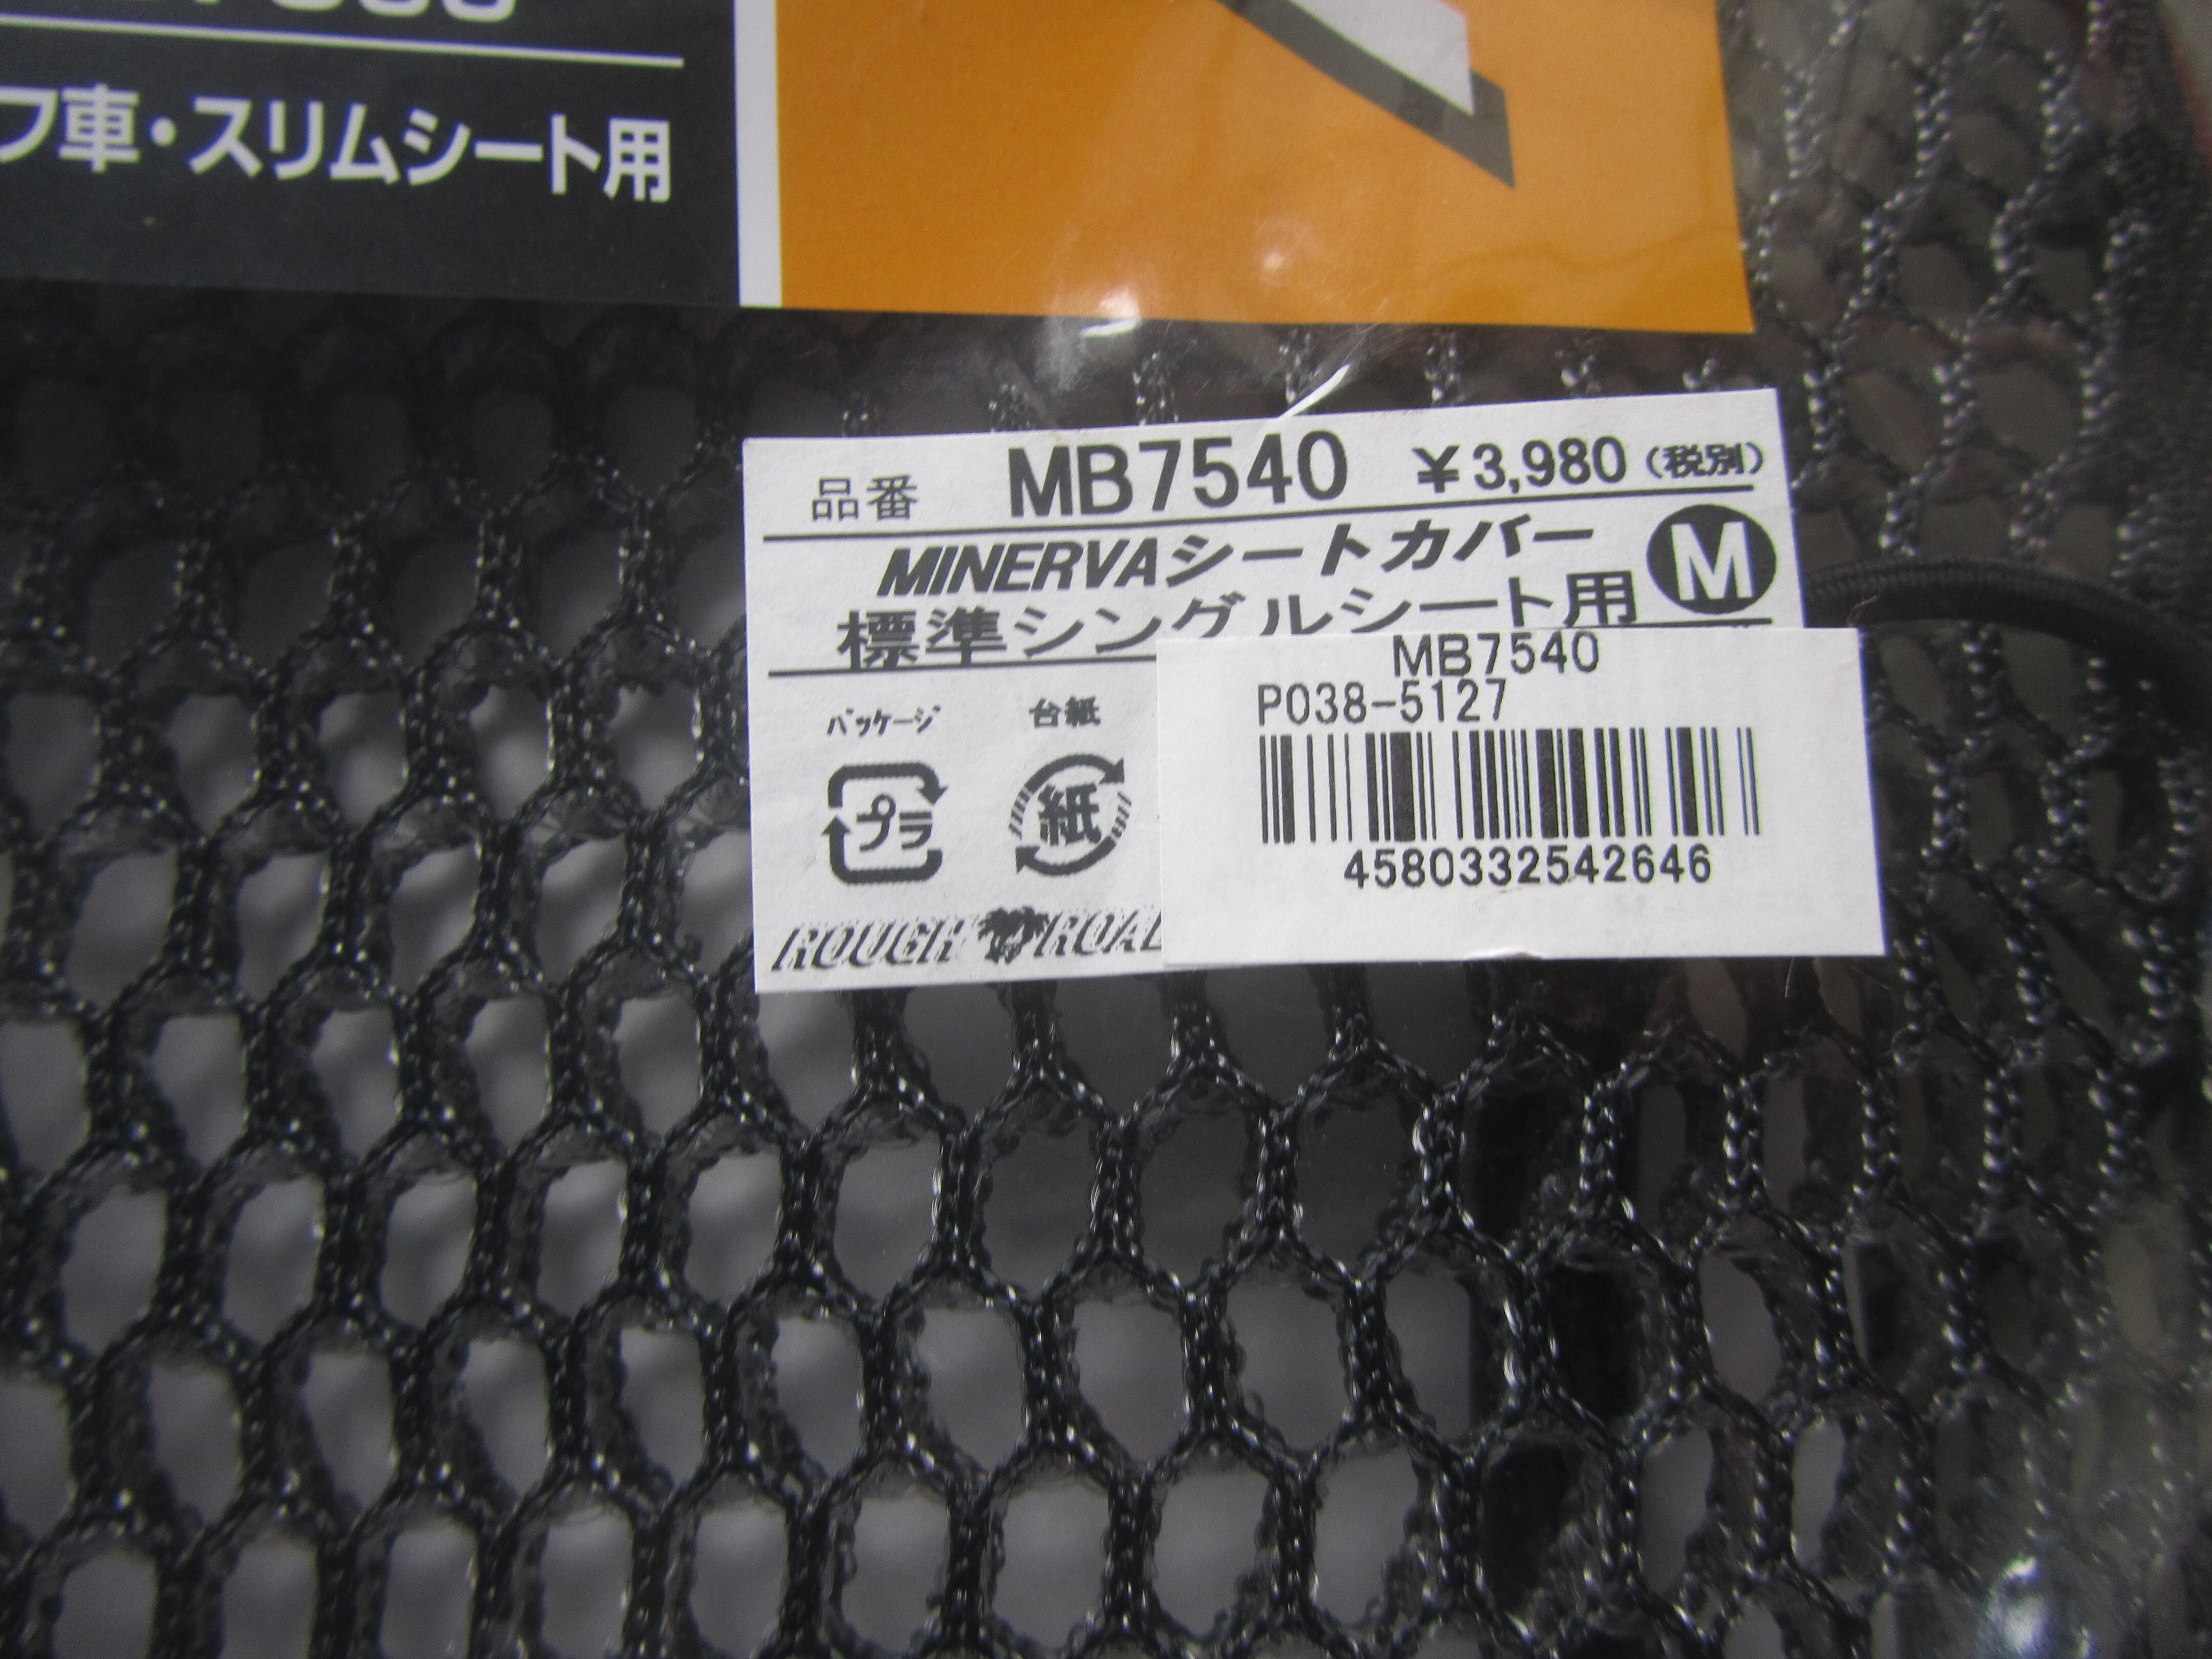 フ車・スリムシート用
品番 MB7540 ¥3,980（税別）
MINERVAシートカバー
標準シングルシート用 M
MB7540
P038-5127
4580332542646
パッケージ 台紙
プラ 紙
ROUGH ROAD